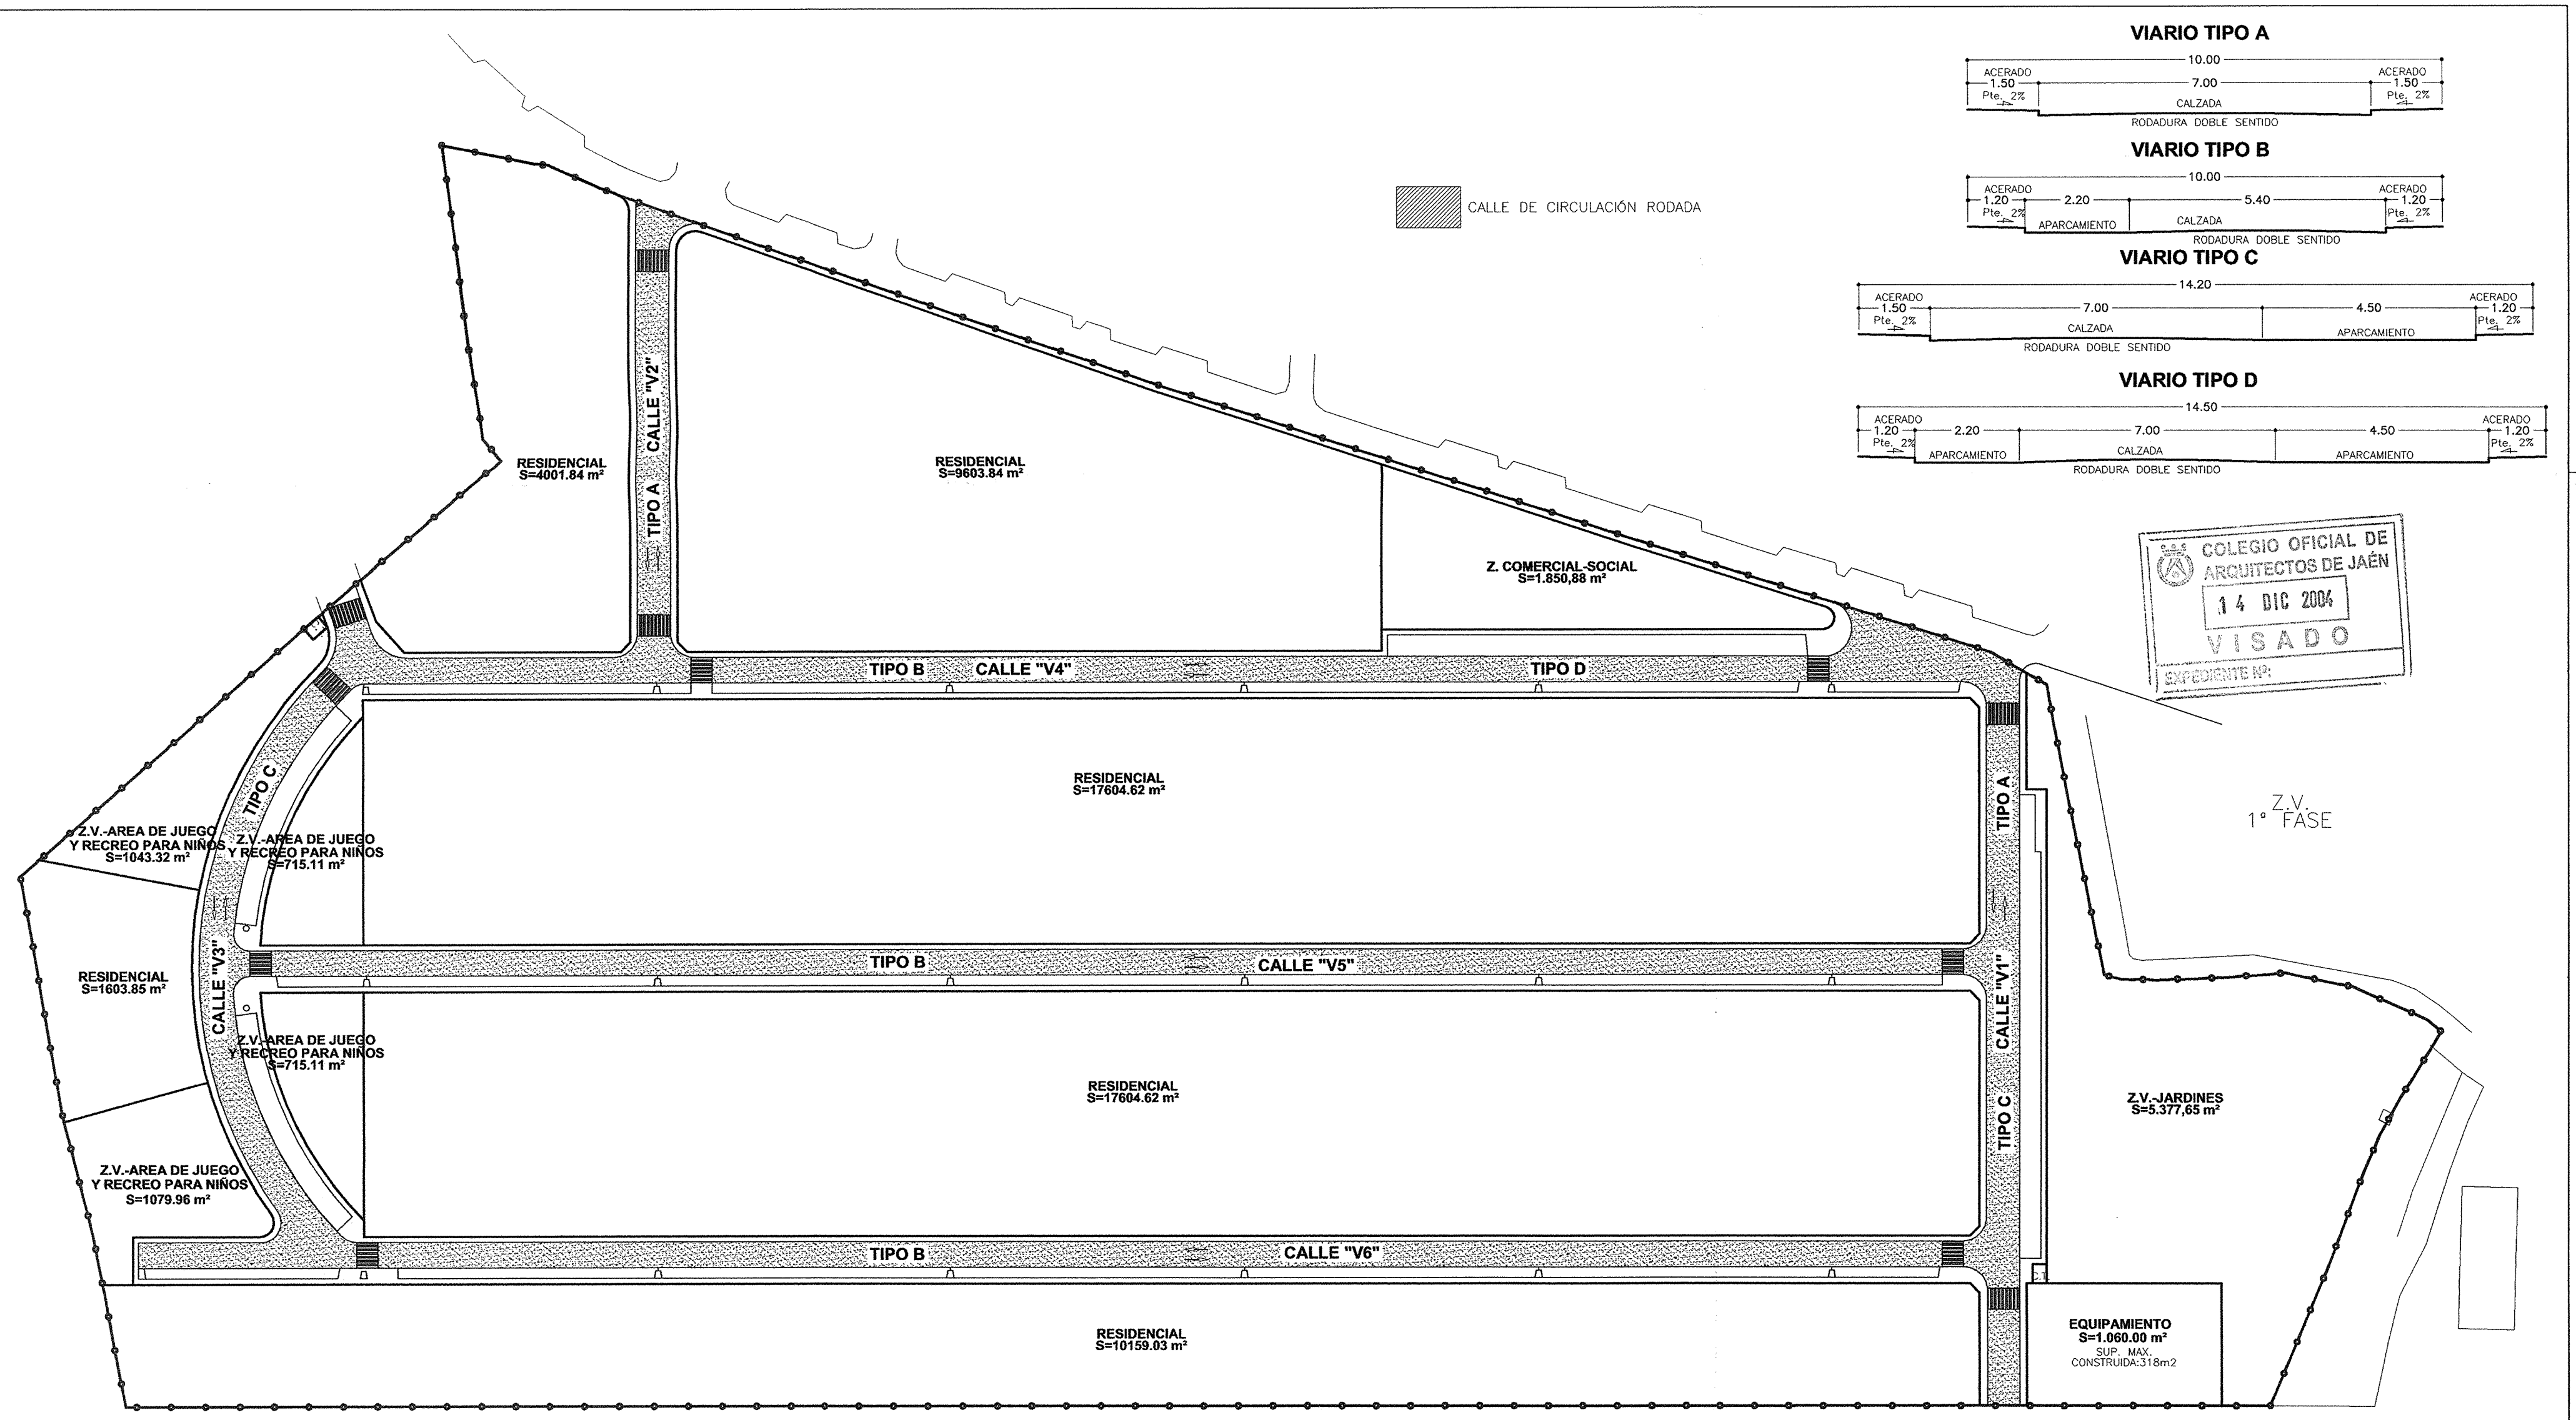 VIARIO TIPO A
10.00
ACERADO
ACERADO
1.50
7.00
1.50
Pte. 2%
CALZADA
Pte. 2%
RODADURA DOBLE SENTIDO
VIARIO TIPO B
10.00
ACERADO
ACERADO
1.20
2.20
5.40
1.20
Pte. 2%
APARCAMIENTO
CALZADA
Pte. 2%
RODADURA DOBLE SENTIDO
VIARIO TIPO C
14.20
ACERADO
ACERADO
1.50
7.00
4.50
1.20
Pte. 2%
CALZADA
APARCAMIENTO
Pte. 2%
RODADURA DOBLE SENTIDO
VIARIO TIPO D
14.50
ACERADO
ACERADO
1.20
2.20
7.00
4.50
1.20
Pte. 2%
APARCAMIENTO
CALZADA
APARCAMIENTO
Pte. 2%
RODADURA DOBLE SENTIDO
CALLE DE CIRCULACIÓN RODADA
COLEGIO OFICIAL DE
ARQUITECTOS DE JAÉN
14 DIC 2004
VISADO
EXPEDIENTE Nº:
RESIDENCIAL
S=4001.84 m²
TIPO A CALLE "V2"
RESIDENCIAL
S=9603.84 m²
Z. COMERCIAL-SOCIAL
S=1.850,88 m²
TIPO B CALLE "V4" TIPO D
TIPO C
RESIDENCIAL
S=17604.62 m²
TIPO A
Z.V.
1ª FASE
Z.V.-AREA DE JUEGO
Y RECREO PARA NIÑOS
S=1043.32 m²
Z.V.-AREA DE JUEGO
Y RECREO PARA NIÑOS
S=715.11 m²
RESIDENCIAL
S=1603.85 m²
CALLE "V3"
TIPO B CALLE "V5"
CALLE "V1"
Z.V.-AREA DE JUEGO
Y RECREO PARA NIÑOS
S=715.11 m²
RESIDENCIAL
S=17604.62 m²
TIPO C
Z.V.-JARDINES
S=5.377,65 m²
Z.V.-AREA DE JUEGO
Y RECREO PARA NIÑOS
S=1079.96 m²
TIPO B CALLE "V6"
RESIDENCIAL
S=10159.03 m²
EQUIPAMIENTO
S=1.060.00 m²
SUP. MAX.
CONSTRUIDA:318m2